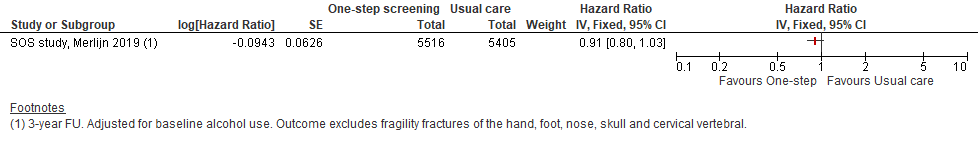 One-step screening Usual care Hazard Ratio Hazard Ratio
Study or Subgroup log[Hazard Ratio] SE Total Total Weight IV, Fixed, 95% CI IV, Fixed, 95% CI
SOS study, Merlijn 2019 (1) -0.0943 0.0626 5516 5405 0.91 [0.80, 1.03]
0.1 0.2 0.5 1 2 5 10
Favours One-step Favours Usual care
Footnotes
(1) 3-year FU. Adjusted for baseline alcohol use. Outcome excludes fragility fractures of the hand, foot, nose, skull and cervical vertebral.